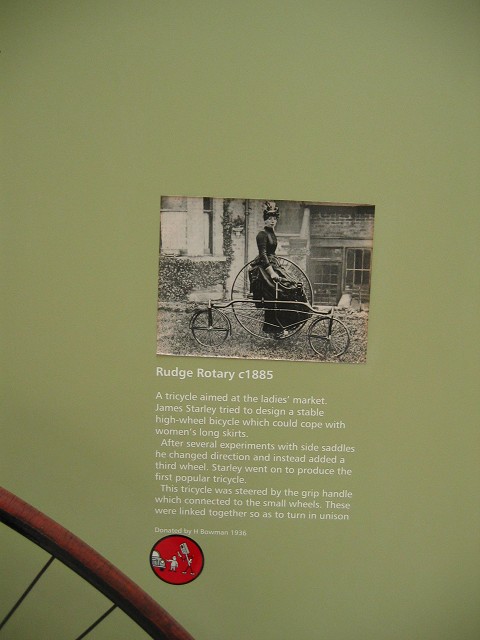 Rudge Rotary c1885
A tricycle aimed at the ladies' market.
James Starley tried to design a stable
high-wheel bicycle which could cope with
women's long skirts.
After several experiments with side saddles
he changed direction and instead added a
third wheel. Starley went on to produce the
first popular tricycle.
This tricycle was steered by the grip handle
which connected to the small wheels. These
were linked together so as to turn in unison
Donated by H Bowman 1936